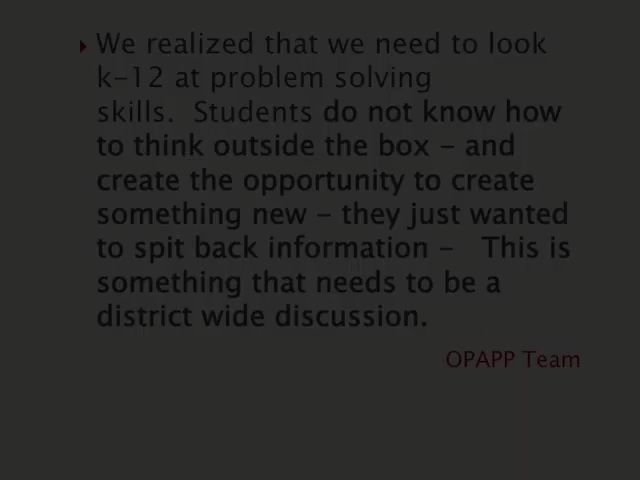 We realized that we need to look
k-12 at problem solving
skills.  Students do not know how
to think outside the box – and
create the opportunity to create
something new – they just wanted
to spit back information –   This is
something that needs to be a
district wide discussion.
OPAPP Team